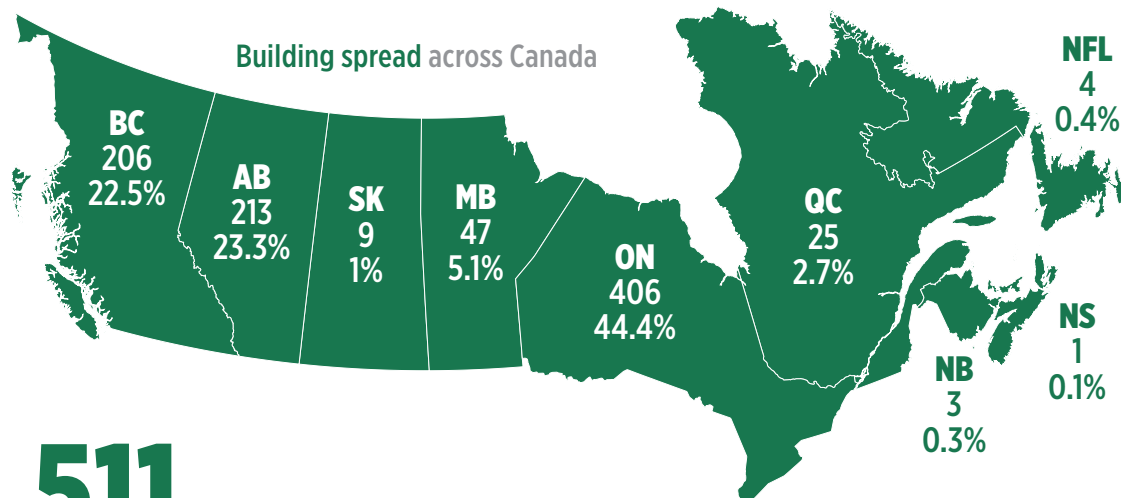 Building spread across Canada
BC
206
22.5%
AB
213
23.3%
SK
9
1%
MB
47
5.1%
ON
406
44.4%
QC
25
2.7%
NFL
4
0.4%
NS
1
0.1%
NB
3
0.3%
511